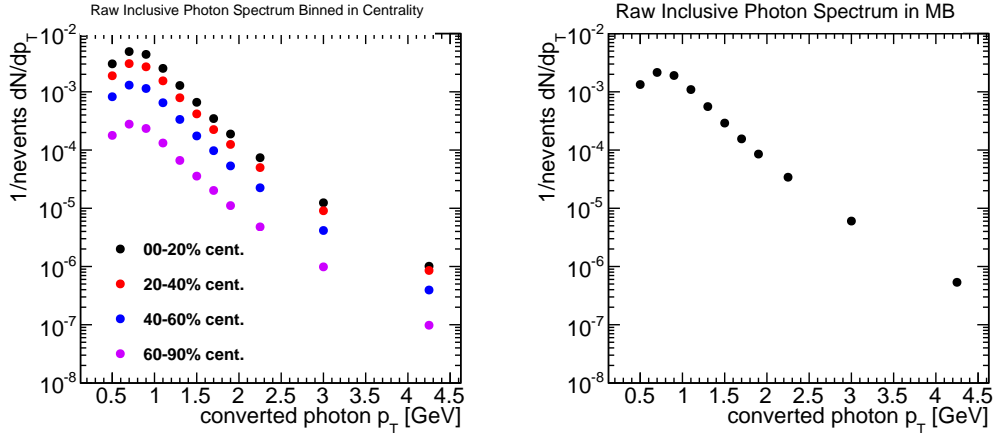 Raw Inclusive Photon Spectrum Binned in Centrality
1/nevents dN/dp_T
10^-2
10^-3
10^-4
10^-5
10^-6
10^-7
10^-8
00-20% cent.
20-40% cent.
40-60% cent.
60-90% cent.
0.5 1 1.5 2 2.5 3 3.5 4 4.5
converted photon p_T [GeV]
Raw Inclusive Photon Spectrum in MB
1/nevents dN/dp_T
10^-2
10^-3
10^-4
10^-5
10^-6
10^-7
10^-8
0.5 1 1.5 2 2.5 3 3.5 4 4.5
converted photon p_T [GeV]